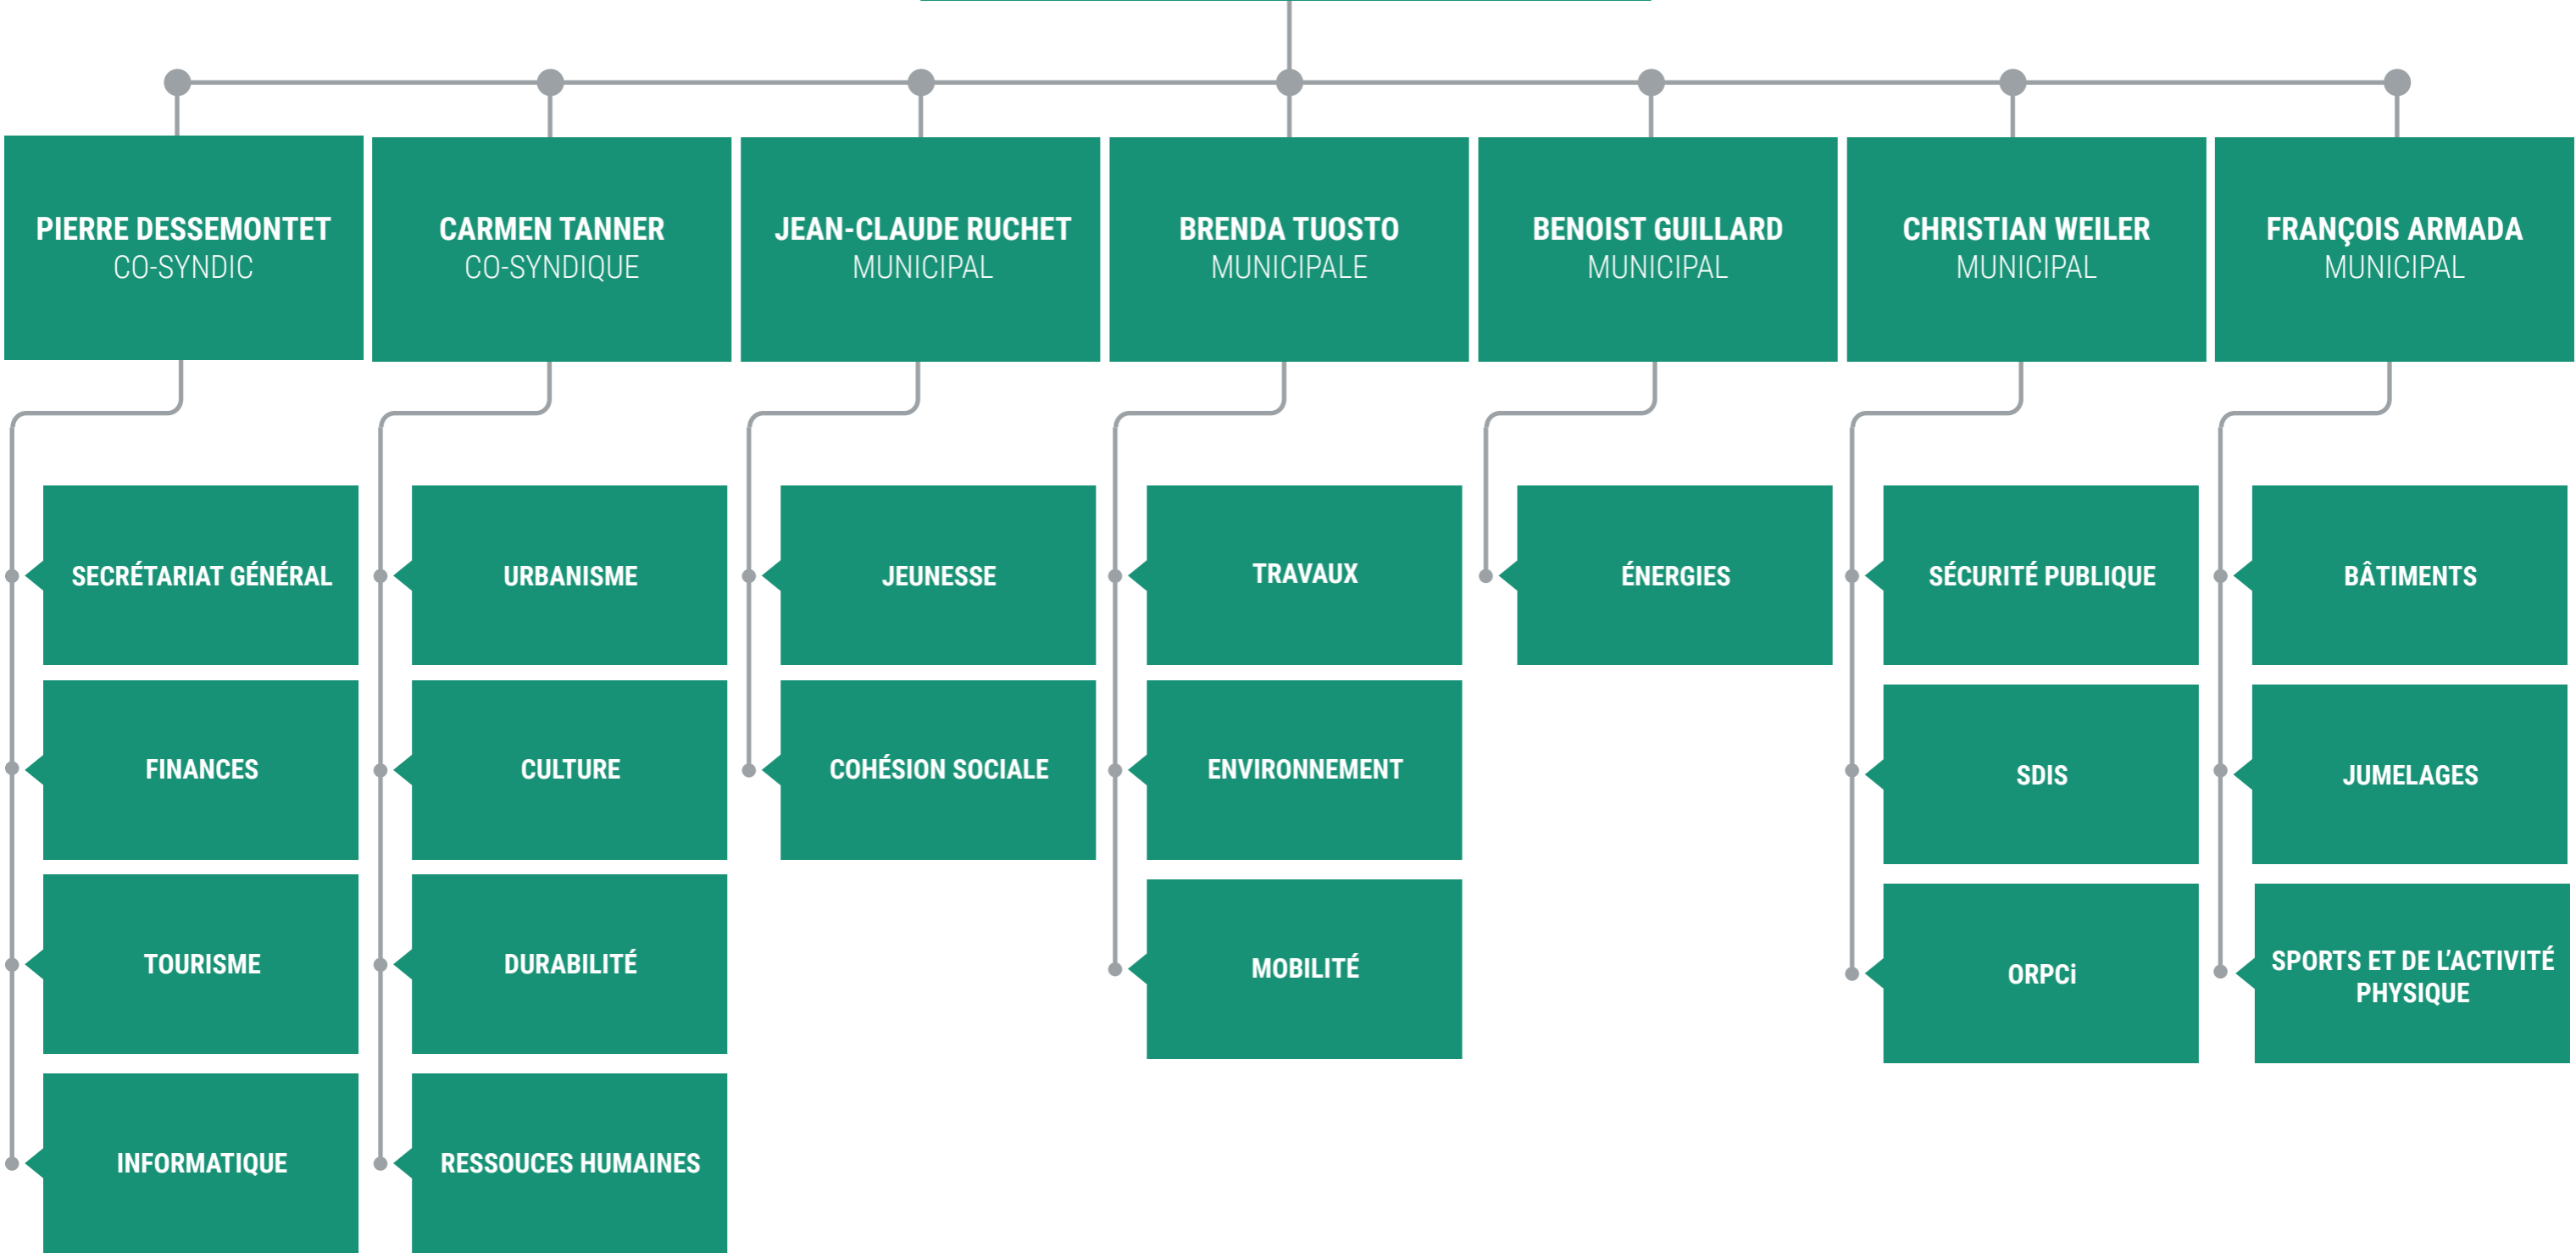 PIERRE DESSEMONTET
CO-SYNDIC
CARMEN TANNER
CO-SYNDIQUE
JEAN-CLAUDE RUCHET
MUNICIPAL
BRENDA TUOSTO
MUNICIPALE
BENOIST GUILLARD
MUNICIPAL
CHRISTIAN WEILER
MUNICIPAL
FRANÇOIS ARMADA
MUNICIPAL
SECRÉTARIAT GÉNÉRAL
FINANCES
TOURISME
INFORMATIQUE
URBANISME
CULTURE
DURABILITÉ
RESSOUCES HUMAINES
JEUNESSE
COHÉSION SOCIALE
TRAVAUX
ENVIRONNEMENT
MOBILITÉ
ÉNERGIES
SÉCURITÉ PUBLIQUE
SDIS
ORPCi
BÂTIMENTS
JUMELAGES
SPORTS ET DE L'ACTIVITÉ
PHYSIQUE